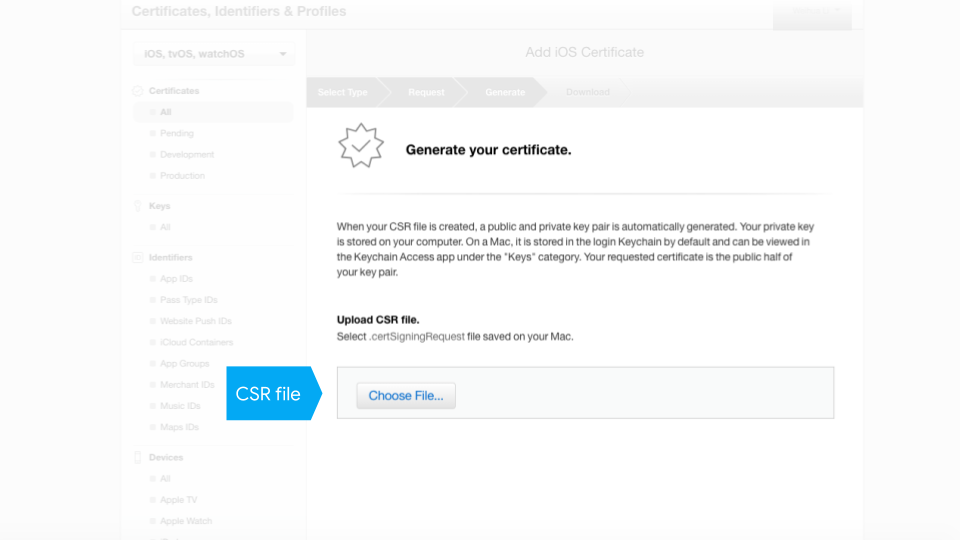 Certificates, Identifiers & Profiles
iOS, tvOS, watchOS
Add iOS Certificate
Select Type
Request
Generate
Download
Certificates
All
Pending
Development
Production
Keys
All
Identifiers
App IDs
Pass Type IDs
Website Push IDs
iCloud Containers
App Groups
Merchant IDs
Music IDs
Maps IDs
Devices
All
Apple TV
Apple Watch
Generate your certificate.
When your CSR file is created, a public and private key pair is automatically generated. Your private key
is stored on your computer. On a Mac, it is stored in the login Keychain by default and can be viewed in
the Keychain Access app under the "Keys" category. Your requested certificate is the public half of
your key pair.
Upload CSR file.
Select .certSigningRequest file saved on your Mac.
CSR file
Choose File...